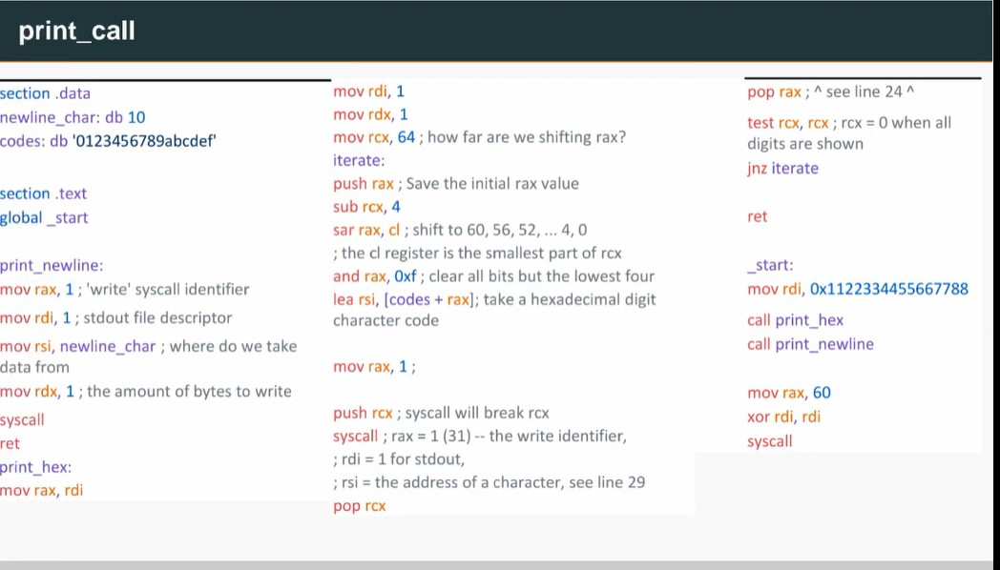 print_call
section .data
newline_char: db 10
codes: db '0123456789abcdef'
section .text
global _start
print_newline:
mov rax, 1 ; 'write' syscall identifier
mov rdi, 1 ; stdout file descriptor
mov rsi, newline_char ; where do we take
data from
mov rdx, 1 ; the amount of bytes to write
syscall
ret
print_hex:
mov rax, rdi
mov rdi, 1
mov rdx, 1
mov rcx, 64 ; how far are we shifting rax?
iterate:
push rax ; Save the initial rax value
sub rcx, 4
sar rax, cl ; shift to 60, 56, 52, ... 4, 0
; the cl register is the smallest part of rcx
and rax, 0xf ; clear all bits but the lowest four
lea rsi, [codes + rax]; take a hexadecimal digit
character code
mov rax, 1 ;
push rcx ; syscall will break rcx
syscall ; rax = 1 (31) -- the write identifier,
; rdi = 1 for stdout,
; rsi = the address of a character, see line 29
pop rcx
pop rax ; ^ see line 24 ^
test rcx, rcx ; rcx = 0 when all
digits are shown
jnz iterate
ret
_start:
mov rdi, 0x1122334455667788
call print_hex
call print_newline
mov rax, 60
xor rdi, rdi
syscall